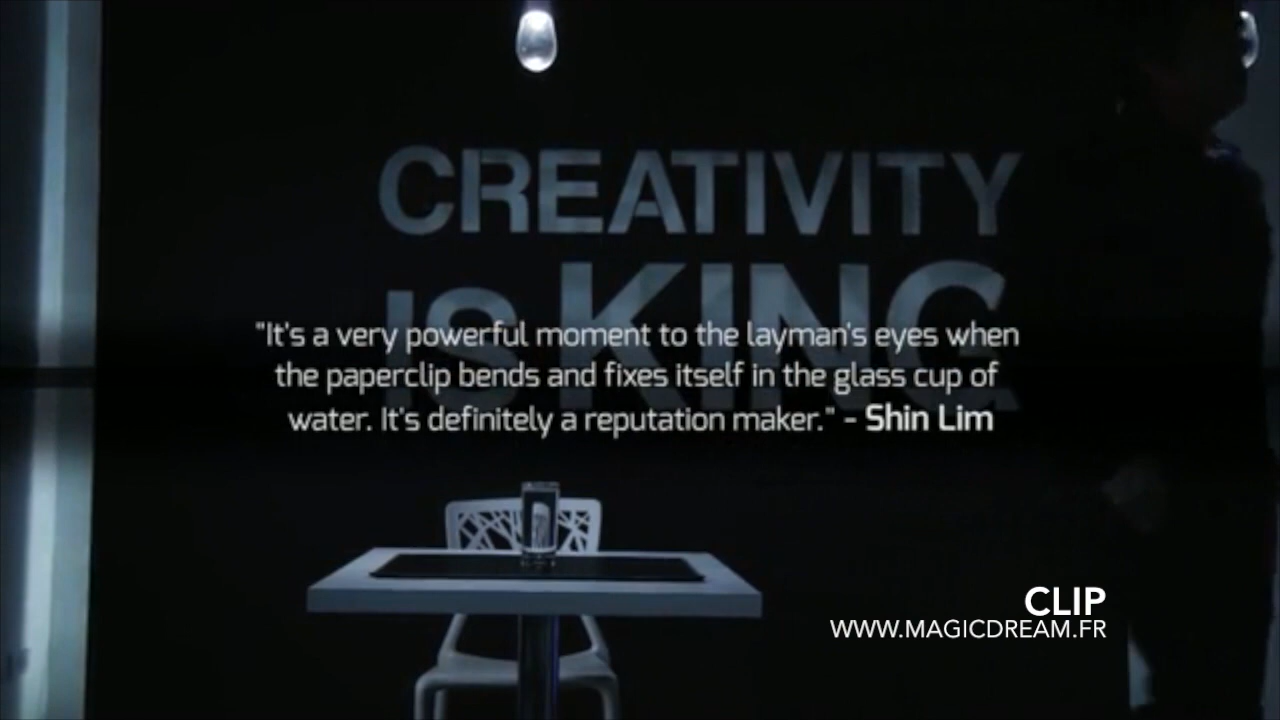 CREATIVITY
IS KING
"It's a very powerful moment to the layman's eyes when
the paperclip bends and fixes itself in the glass cup of
water. It's definitely a reputation maker." - Shin Lim
CLIP
WWW.MAGICDREAM.FR